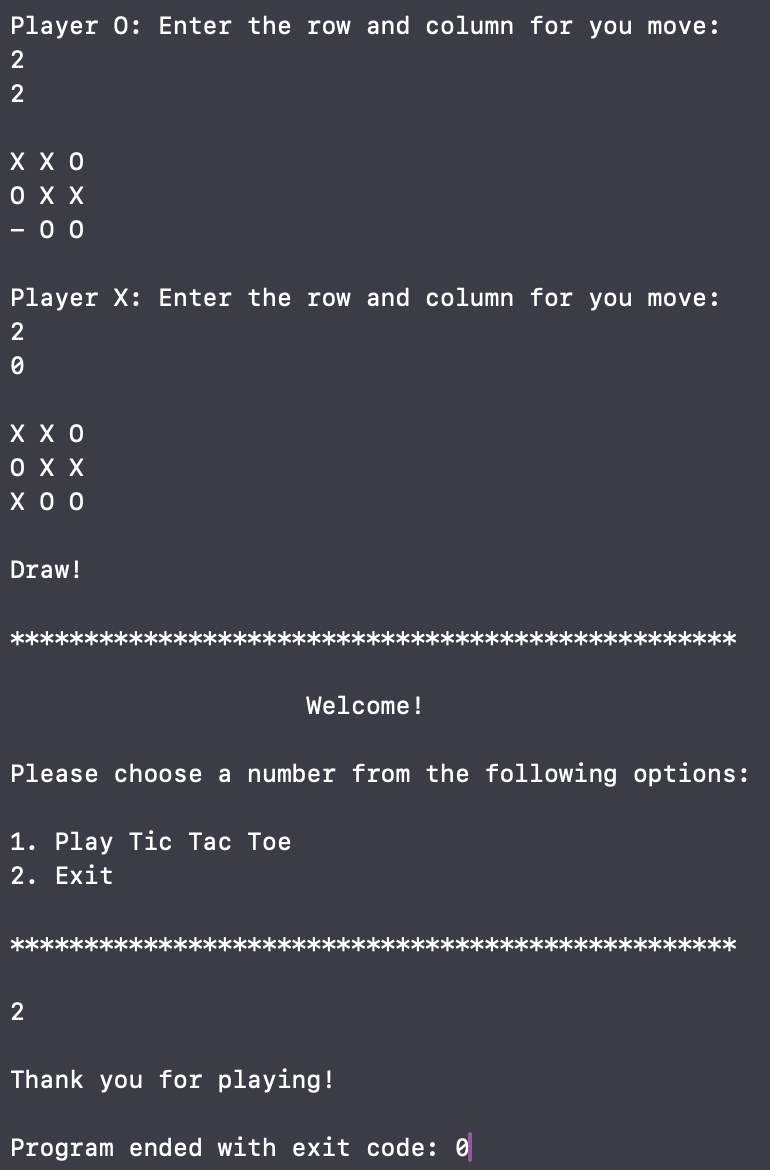 Player O: Enter the row and column for you move:
2
2
X X O
O X X
– O O
Player X: Enter the row and column for you move:
2
0
X X O
O X X
X O O
Draw!
*************************************************
Welcome!
Please choose a number from the following options:
1. Play Tic Tac Toe
2. Exit
*************************************************
2
Thank you for playing!
Program ended with exit code: 0